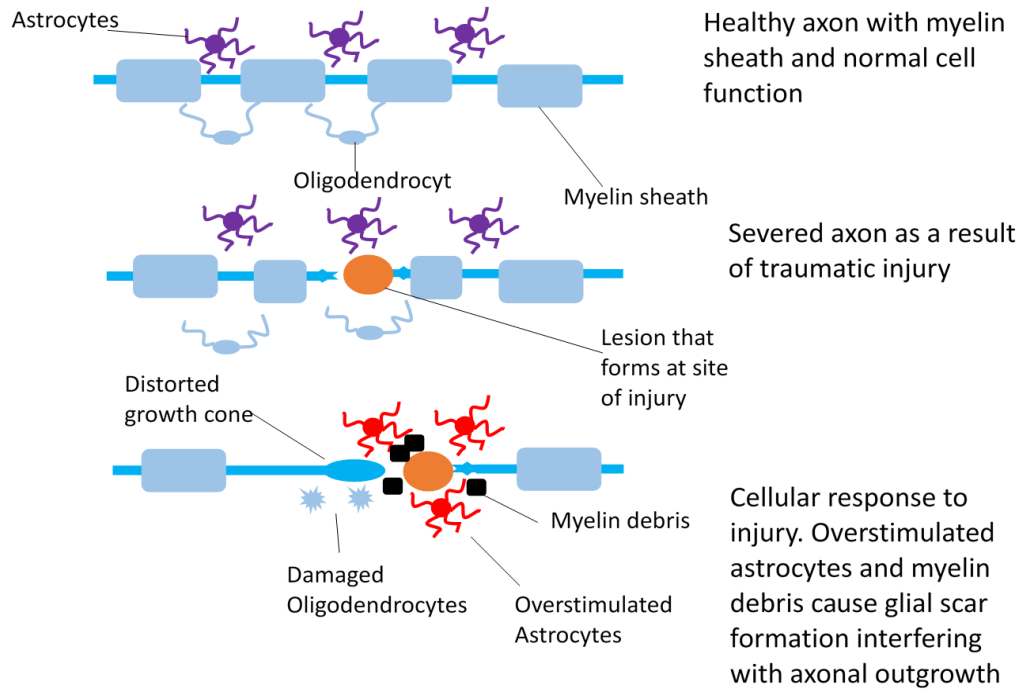 Astrocytes
Healthy axon with myelin
sheath and normal cell
function
Oligodendrocyt
Myelin sheath
Severed axon as a result
of traumatic injury
Lesion that
forms at site
of injury
Distorted
growth cone
Myelin debris
Damaged
Oligodendrocytes
Overstimulated
Astrocytes
Cellular response to
injury. Overstimulated
astrocytes and myelin
debris cause glial scar
formation interfering
with axonal outgrowth